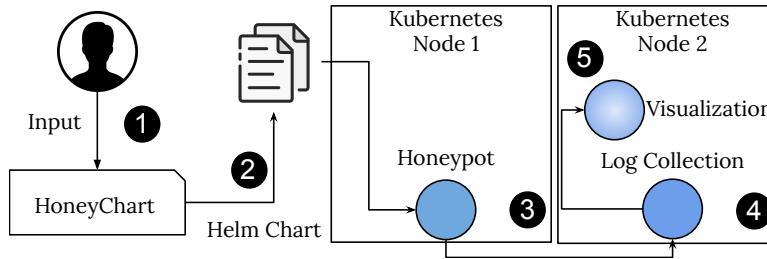 Kubernetes
Node 1
Kubernetes
Node 2
5
Input
1
Visualization
2
Honeypot
Log Collection
HoneyChart
Helm Chart
3
4